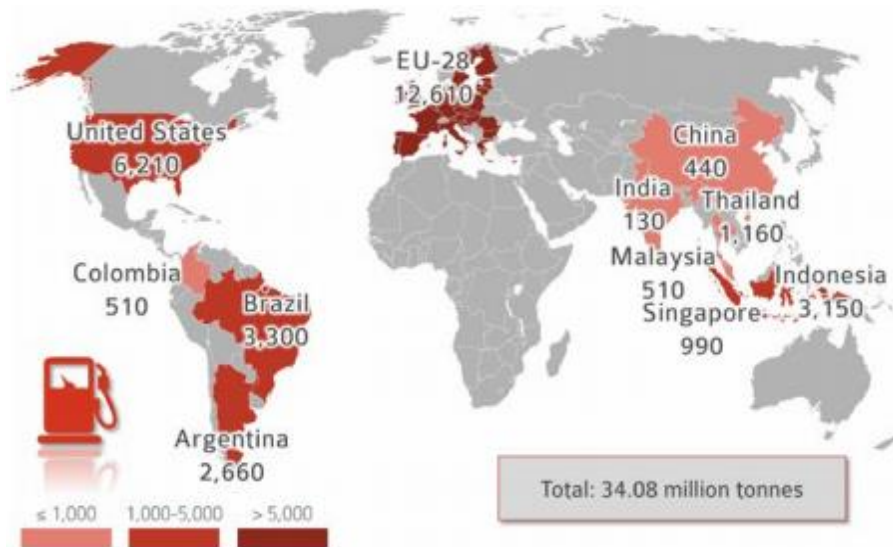 EU-28
12,610
United States
6,210
China
440
India
130
Thailand
1,160
Colombia
510
Malaysia
510
Indonesia
3,150
Brazil
3,300
Singapore
990
Argentina
2,660
Total: 34.08 million tonnes
≤ 1,000
1,000-5,000
> 5,000